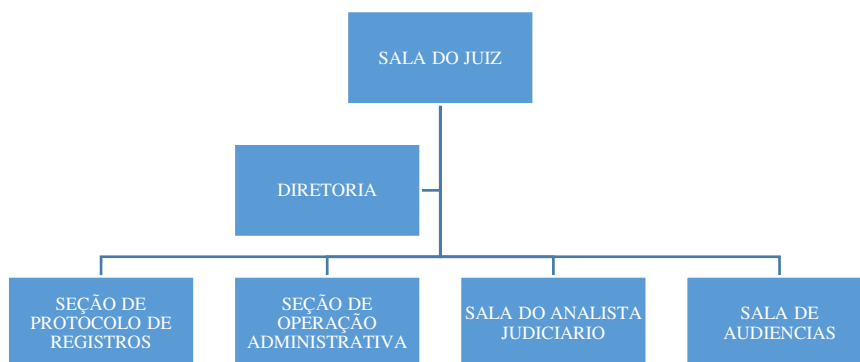 SALA DO JUIZ
DIRETORIA
SEÇÃO DE
PROTOCOLO DE
REGISTROS
SEÇÃO DE
OPERAÇÃO
ADMINISTRATIVA
SALA DO ANALISTA
JUDICIARIO
SALA DE
AUDIENCIAS